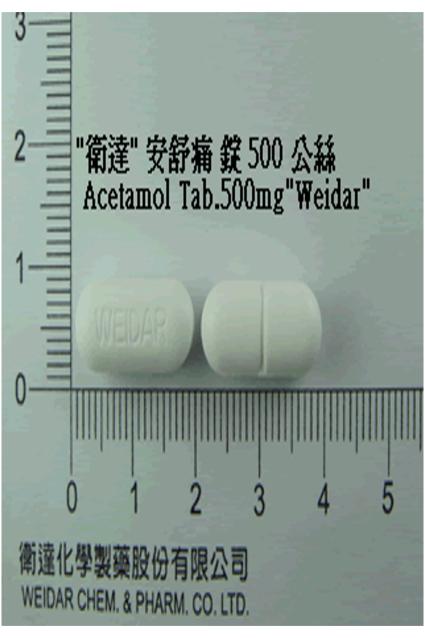 3
2
"衛達" 安舒痛 錠 500 公絲
Acetamol Tab.500mg"Weidar"
1
WEIDAR
0
0 1 2 3 4 5
衛達化學製藥股份有限公司
WEIDAR CHEM. & PHARM. CO. LTD.